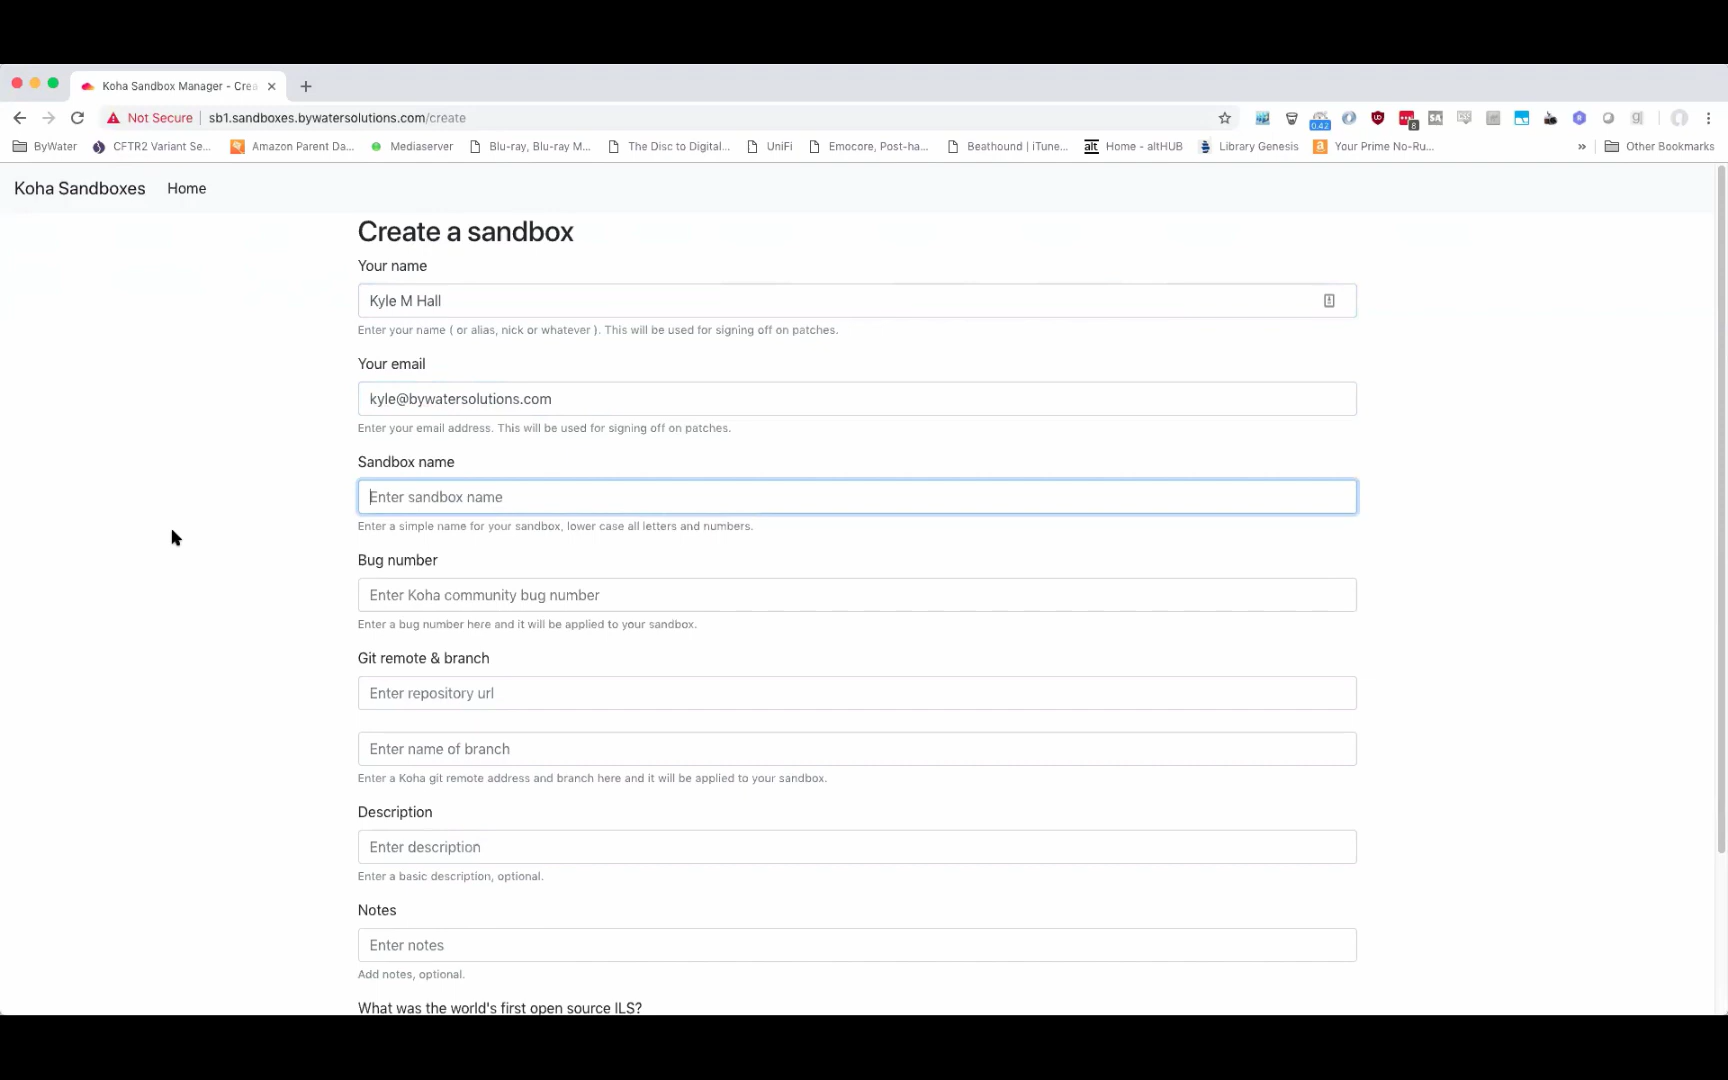 Koha Sandbox Manager - Crea
Not Secure | sb1.sandboxes.bywatersolutions.com/create
0.42
UD
8
SA
CSS
R
g
ByWater CFTR2 Variant Se... Amazon Parent Da... Mediaserver Blu-ray, Blu-ray M... The Disc to Digital... UniFi Emocore, Post-ha... Beathound | iTune... alt Home - altHUB Library Genesis a Your Prime No-Ru... » Other Bookmarks
Koha Sandboxes Home
Create a sandbox
Your name
Kyle M Hall
Enter your name ( or alias, nick or whatever ). This will be used for signing off on patches.
Your email
kyle@bywatersolutions.com
Enter your email address. This will be used for signing off on patches.
Sandbox name
Enter sandbox name
Enter a simple name for your sandbox, lower case all letters and numbers.
Bug number
Enter Koha community bug number
Enter a bug number here and it will be applied to your sandbox.
Git remote & branch
Enter repository url
Enter name of branch
Enter a Koha git remote address and branch here and it will be applied to your sandbox.
Description
Enter description
Enter a basic description, optional.
Notes
Enter notes
Add notes, optional.
What was the world's first open source ILS?